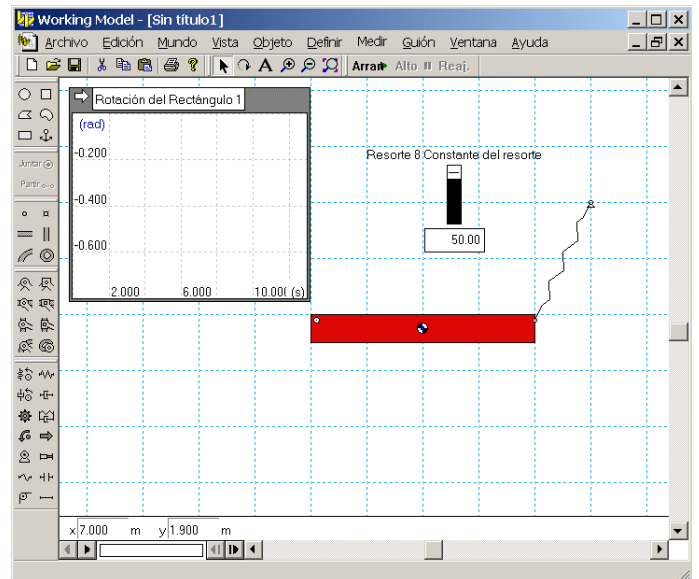 Working Model - [Sin título1]
Archivo Edición Mundo Vista Objeto Definir Medir Guión Ventana Ayuda
Arran Alto Reaj.
Juntar
Partir
Rotación del Rectángulo 1
(rad)
-0.200
-0.400
-0.600
2.000 6.000 10.00( (s)
Resorte 8 Constante del resorte
50.00
x 7.000 m y 1.900 m